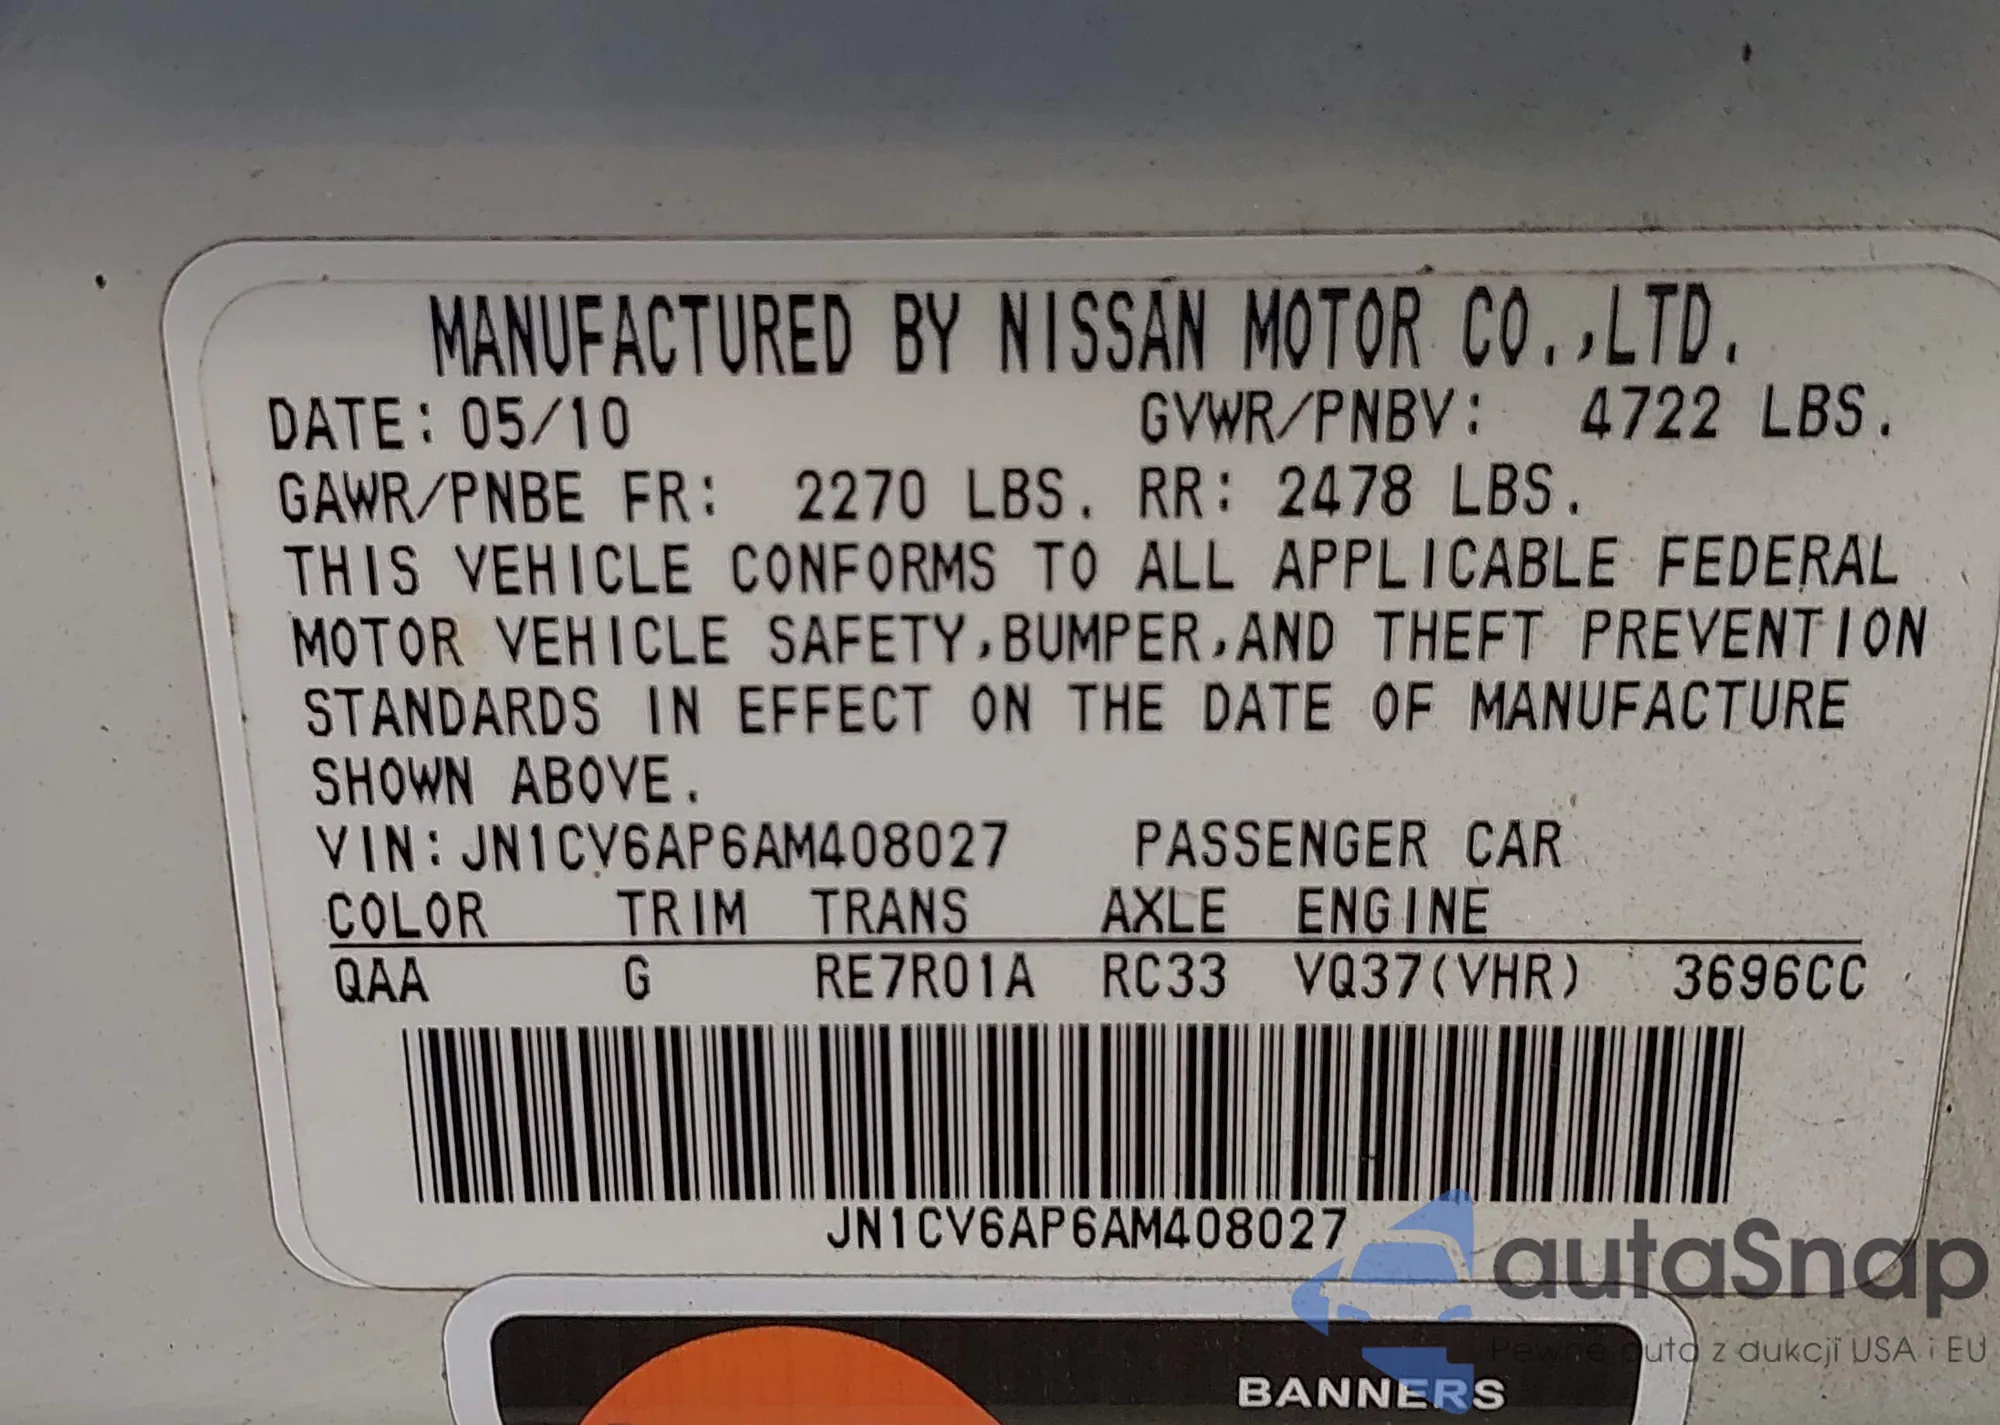 MANUFACTURED BY NISSAN MOTOR CO.,LTD.
DATE: 05/10 GVWR/PNBV: 4722 LBS.
GAWR/PNBE FR: 2270 LBS. RR: 2478 LBS.
THIS VEHICLE CONFORMS TO ALL APPLICABLE FEDERAL
MOTOR VEHICLE SAFETY,BUMPER,AND THEFT PREVENTION
STANDARDS IN EFFECT ON THE DATE OF MANUFACTURE
SHOWN ABOVE.
VIN:JN1CV6AP6AM408027 PASSENGER CAR
COLOR TRIM TRANS AXLE ENGINE
QAA G RE7R01A RC33 VQ37(VHR) 3696CC
JN1CV6AP6AM408027
autaSnap
Pewne auto z aukcji USA i EU
BANNERS